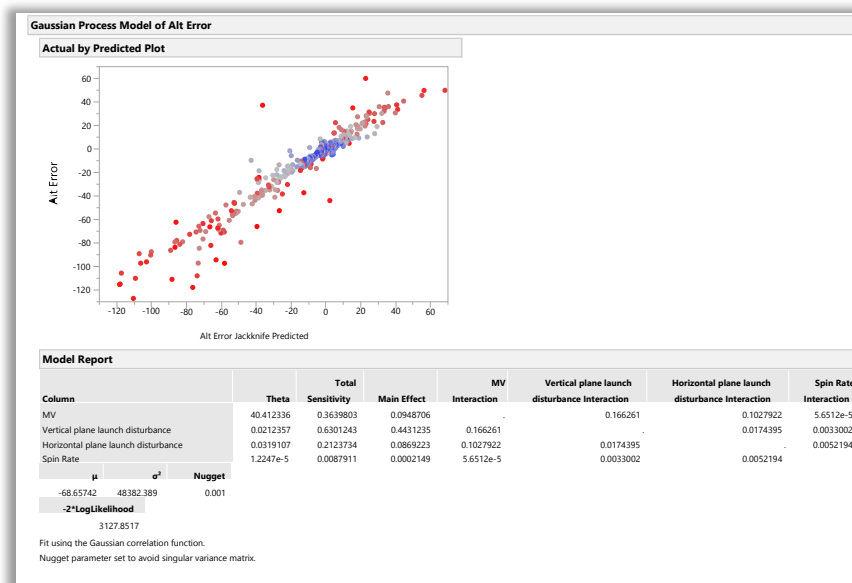 Gaussian Process Model of Alt Error
Actual by Predicted Plot
60
40
20
0
-20
-40
-60
-80
-100
-120
Alt Error
-120 -100 -80 -60 -40 -20 0 20 40 60
Alt Error Jackknife Predicted
Model Report
Total MV Vertical plane launch Horizontal plane launch Spin Rate
Column Theta Sensitivity Main Effect Interaction disturbance Interaction disturbance Interaction Interaction
MV 40.412336 0.3639803 0.0948706 . 0.166261 0.1027922 5.6512e-5
Vertical plane launch disturbance 0.0212357 0.6301243 0.4431235 0.166261 . 0.0174395 0.0033002
Horizontal plane launch disturbance 0.0319107 0.2123734 0.0869223 0.1027922 0.0174395 . 0.0052194
Spin Rate 1.2247e-5 0.0087911 0.0002149 5.6512e-5 0.0033002 0.0052194
μ σ² Nugget
-68.65742 48382.389 0.001
-2*LogLikelihood
3127.8517
Fit using the Gaussian correlation function.
Nugget parameter set to avoid singular variance matrix.